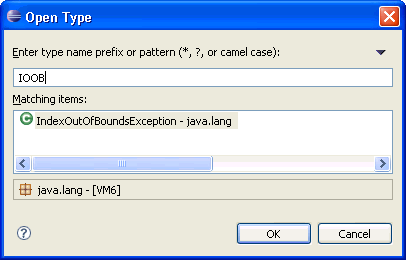 Open Type
Enter type name prefix or pattern (*, ?, or camel case):
IOOB
Matching items:
IndexOutOfBoundsException - java.lang
java.lang - [VM6]
OK
Cancel